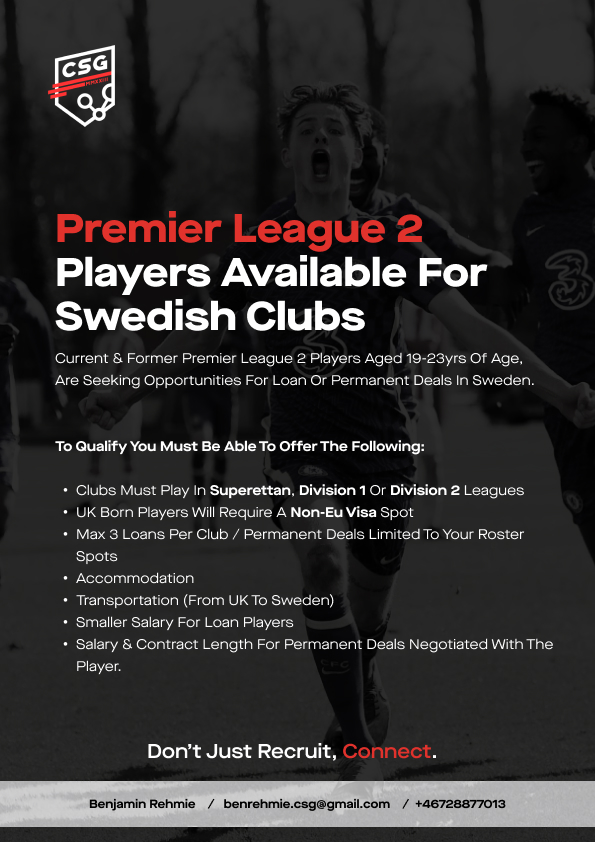 CSG
Premier League 2
Players Available For
Swedish Clubs
Current & Former Premier League 2 Players Aged 19-23yrs Of Age,
Are Seeking Opportunities For Loan Or Permanent Deals In Sweden.
To Qualify You Must Be Able To Offer The Following:
• Clubs Must Play In Superettan, Division 1 Or Division 2 Leagues
• UK Born Players Will Require A Non-Eu Visa Spot
• Max 3 Loans Per Club / Permanent Deals Limited To Your Roster
Spots
• Accommodation
• Transportation (From UK To Sweden)
• Smaller Salary For Loan Players
• Salary & Contract Length For Permanent Deals Negotiated With The
Player.
Don't Just Recruit, Connect.
Benjamin Rehmie / benrehmie.csg@gmail.com / +46728877013